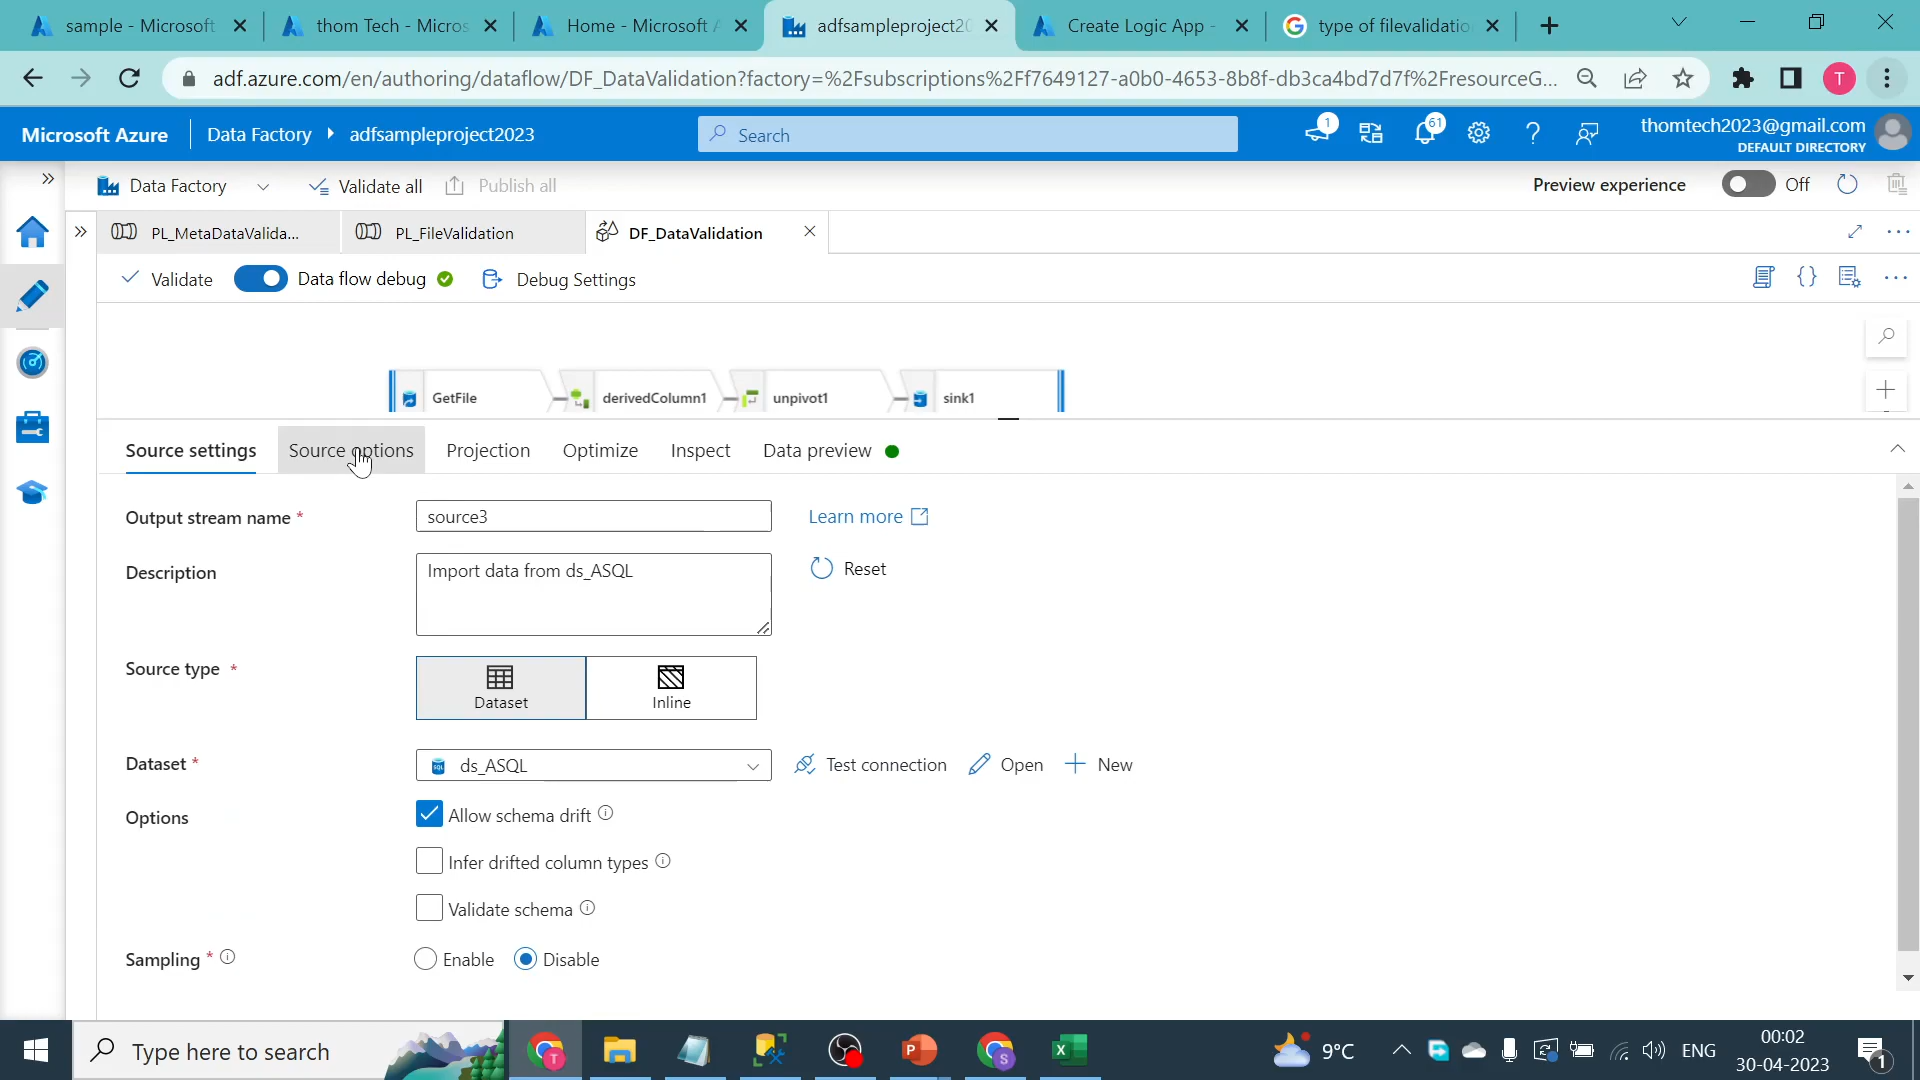 sample - Microsoft
thom Tech - Micros
Home - Microsoft A
adfsampleproject20
Create Logic App -
type of filevalidatio
adf.azure.com/en/authoring/dataflow/DF_DataValidation?factory=%2Fsubscriptions%2Ff7649127-a0b0-4653-8b8f-db3ca4bd7d7f%2FresourceG...
T
Microsoft Azure
Data Factory
adfsampleproject2023
Search
1
61
thomtech2023@gmail.com
DEFAULT DIRECTORY
Data Factory
Validate all
Publish all
Preview experience
Off
PL_MetaDataValida...
PL_FileValidation
DF_DataValidation
Validate
Data flow debug
Debug Settings
GetFile
derivedColumn1
unpivot1
sink1
Source settings
Source options
Projection
Optimize
Inspect
Data preview
Output stream name *
source3
Learn more
Description
Import data from ds_ASQL
Reset
Source type *
Dataset
Inline
Dataset *
SQL
ds_ASQL
Test connection
Open
New
Options
Allow schema drift
Infer drifted column types
Validate schema
Sampling *
Enable
Disable
Type here to search
T
P
S
X
9°C
ENG
00:02
30-04-2023
1